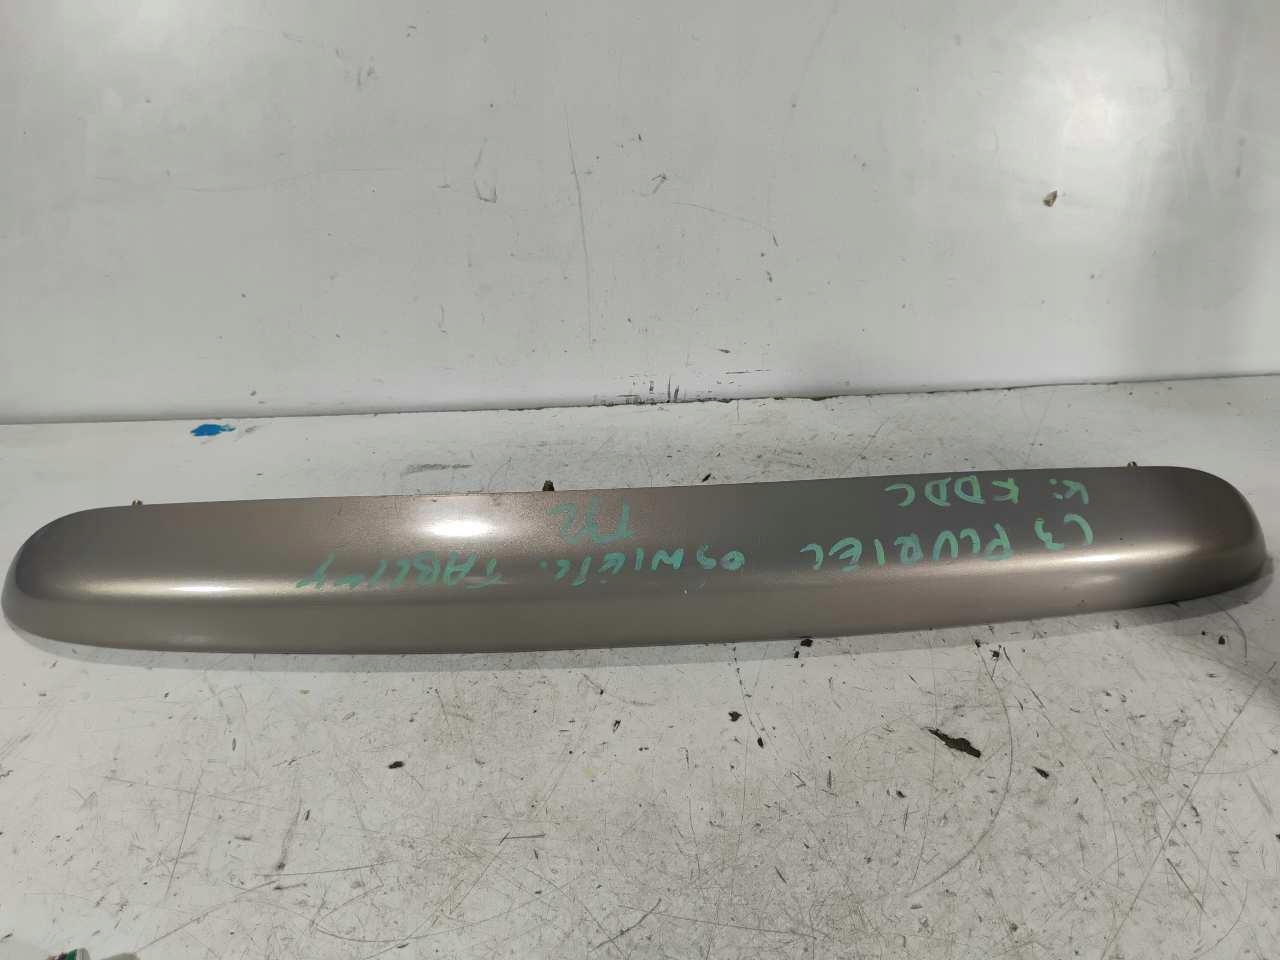 C3 PLURIEL OŚWIETL. TABLICY
K: KDDC TYŁ